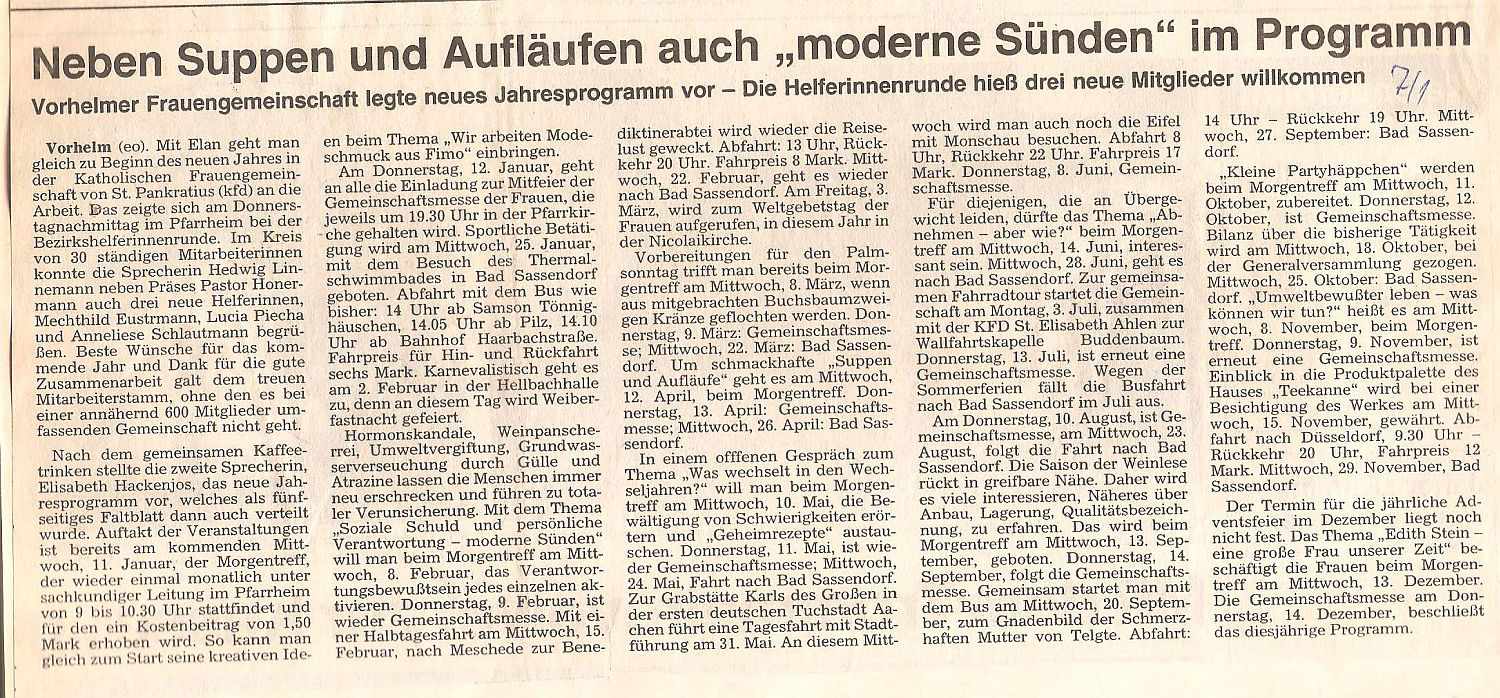 Neben Suppen und Aufläufen auch „moderne Sünden“ im Programm
Vorhelmer Frauengemeinschaft legte neues Jahresprogramm vor – Die Helferinnenrunde hieß drei neue Mitglieder willkommen
7/1
Vorhelm (eo). Mit Elan geht man
gleich zu Beginn des neuen Jahres in
der Katholischen Frauengemein-
schaft von St. Pankratius (kfd) an die
Arbeit. Das zeigte sich am Donners-
tagnachmittag im Pfarrheim bei der
Bezirkshelferinnenrunde. Im Kreis
von 30 ständigen Mitarbeiterinnen
konnte die Sprecherin Hedwig Lin-
nemann neben Präses Pastor Honer-
mann auch drei neue Helferinnen,
Mechthild Eustrmann, Lucia Piecha
und Anneliese Schlautmann begrü-
ßen. Beste Wünsche für das kom-
mende Jahr und Dank für die gute
Zusammenarbeit galt dem treuen
Mitarbeiterstamm, ohne den es bei
einer annähernd 600 Mitglieder um-
fassenden Gemeinschaft nicht geht.
Nach dem gemeinsamen Kaffee-
trinken stellte die zweite Sprecherin,
Elisabeth Hackenjos, das neue Jah-
resprogramm vor, welches als fünf-
seitiges Faltblatt dann auch verteilt
wurde. Auftakt der Veranstaltungen
ist bereits am kommenden Mitt-
woch, 11. Januar, der Morgentreff,
der wieder einmal monatlich unter
sachkundiger Leitung im Pfarrheim
von 9 bis 10.30 Uhr stattfindet und
für den ein Kostenbeitrag von 1,50
Mark erhoben wird. So kann man
gleich zum Start seine kreativen Ide-
en beim Thema „Wir arbeiten Mode-
schmuck aus Fimo“ einbringen.
Am Donnerstag, 12. Januar, geht
an alle die Einladung zur Mitfeier der
Gemeinschaftsmesse der Frauen, die
jeweils um 19.30 Uhr in der Pfarrkir-
che gehalten wird. Sportliche Betäti-
gung wird am Mittwoch, 25. Januar,
mit dem Besuch des Thermal-
schwimmbades in Bad Sassendorf
geboten. Abfahrt mit dem Bus wie
bisher: 14 Uhr ab Samson Tönnig-
häuschen, 14.05 Uhr ab Pilz, 14.10
Uhr ab Bahnhof Haarbachstraße.
Fahrpreis für Hin- und Rückfahrt
sechs Mark. Karnevalistisch geht es
am 2. Februar in der Hellbachhalle
zu, denn an diesem Tag wird Weiber-
fastnacht gefeiert.
Hormonskandale, Weinpansche-
rei, Umweltvergiftung, Grundwas-
serverseuchung durch Gülle und
Atrazine lassen die Menschen immer
neu erschrecken und führen zu tota-
ler Verunsicherung. Mit dem Thema
„Soziale Schuld und persönliche
Verantwortung – moderne Sünden“
will man beim Morgentreff am Mitt-
woch, 8. Februar, das Verantwor-
tungsbewußtsein jedes einzelnen ak-
tivieren. Donnerstag, 9. Februar, ist
wieder Gemeinschaftsmesse. Mit ei-
ner Halbtagesfahrt am Mittwoch, 15.
Februar, nach Meschede zur Bene-
diktinerabtei wird wieder die Reise-
lust geweckt. Abfahrt: 13 Uhr, Rück-
kehr 20 Uhr. Fahrpreis 8 Mark. Mitt-
woch, 22. Februar, geht es wieder
nach Bad Sassendorf. Am Freitag, 3.
März, wird zum Weltgebetstag der
Frauen aufgerufen, in diesem Jahr in
der Nicolaikirche.
Vorbereitungen für den Palm-
sonntag trifft man bereits beim Mor-
gentreff am Mittwoch, 8. März, wenn
aus mitgebrachten Buchsbaumzwei-
gen Kränze geflochten werden. Don-
nerstag, 9. März: Gemeinschaftsmes-
se; Mittwoch, 22. März: Bad Sassen-
dorf. Um schmackhafte „Suppen
und Aufläufe“ geht es am Mittwoch,
12. April, beim Morgentreff. Don-
nerstag, 13. April: Gemeinschafts-
messe; Mittwoch, 26. April: Bad Sas-
sendorf.
In einem offfenen Gespräch zum
Thema „Was wechselt in den Wech-
seljahren?“ will man beim Morgen-
treff am Mittwoch, 10. Mai, die Be-
wältigung von Schwierigkeiten erör-
tern und „Geheimrezepte“ austau-
schen. Donnerstag, 11. Mai, ist wie-
der Gemeinschaftsmesse; Mittwoch,
24. Mai, Fahrt nach Bad Sassendorf.
Zur Grabstätte Karls des Großen in
der ersten deutschen Tuchstadt Aa-
chen führt eine Tagesfahrt mit Stadt-
führung am 31. Mai. An diesem Mitt-
woch wird man auch noch die Eifel
mit Monschau besuchen. Abfahrt 8
Uhr, Rückkehr 22 Uhr. Fahrpreis 17
Mark. Donnerstag, 8. Juni, Gemein-
schaftsmesse.
Für diejenigen, die an Überge-
wicht leiden, dürfte das Thema „Ab-
nehmen – aber wie?“ beim Morgen-
treff am Mittwoch, 14. Juni, interes-
sant sein. Mittwoch, 28. Juni, geht es
nach Bad Sassendorf. Zur gemeinsa-
men Fahrradtour startet die Gemein-
schaft am Montag, 3. Juli, zusammen
mit der KFD St. Elisabeth Ahlen zur
Wallfahrtskapelle Buddenbaum.
Donnerstag, 13. Juli, ist erneut eine
Gemeinschaftsmesse. Wegen der
Sommerferien fällt die Busfahrt
nach Bad Sassendorf im Juli aus.
Am Donnerstag, 10. August, ist Ge-
meinschaftsmesse, am Mittwoch, 23.
August, folgt die Fahrt nach Bad
Sassendorf. Die Saison der Weinlese
rückt in greifbare Nähe. Daher wird
es viele interessieren, Näheres über
Anbau, Lagerung, Qualitätsbezeich-
nung, zu erfahren. Das wird beim
Morgentreff am Mittwoch, 13. Sep-
tember, geboten. Donnerstag, 14.
September, folgt die Gemeinschafts-
messe. Gemeinsam startet man mit
dem Bus am Mittwoch, 20. Septem-
ber, zum Gnadenbild der Schmerz-
haften Mutter von Telgte. Abfahrt:
14 Uhr – Rückkehr 19 Uhr. Mitt-
woch, 27. September: Bad Sassen-
dorf.
„Kleine Partyhäppchen“ werden
beim Morgentreff am Mittwoch, 11.
Oktober, zubereitet. Donnerstag, 12.
Oktober, ist Gemeinschaftsmesse.
Bilanz über die bisherige Tätigkeit
wird am Mittwoch, 18. Oktober, bei
der Generalversammlung gezogen.
Mittwoch, 25. Oktober: Bad Sassen-
dorf. „Umweltbewußter leben – was
können wir tun?“ heißt es am Mitt-
woch, 8. November, beim Morgen-
treff. Donnerstag, 9. November, ist
erneut eine Gemeinschaftsmesse.
Einblick in die Produktpalette des
Hauses „Teekanne“ wird bei einer
Besichtigung des Werkes am Mitt-
woch, 15. November, gewährt. Ab-
fahrt nach Düsseldorf, 9.30 Uhr –
Rückkehr 20 Uhr, Fahrpreis 12
Mark. Mittwoch, 29. November, Bad
Sassendorf.
Der Termin für die jährliche Ad-
ventsfeier im Dezember liegt noch
nicht fest. Das Thema „Edith Stein –
eine große Frau unserer Zeit“ be-
schäftigt die Frauen beim Morgen-
treff am Mittwoch, 13. Dezember.
Die Gemeinschaftsmesse am Don-
nerstag, 14. Dezember, beschließt
das diesjährige Programm.